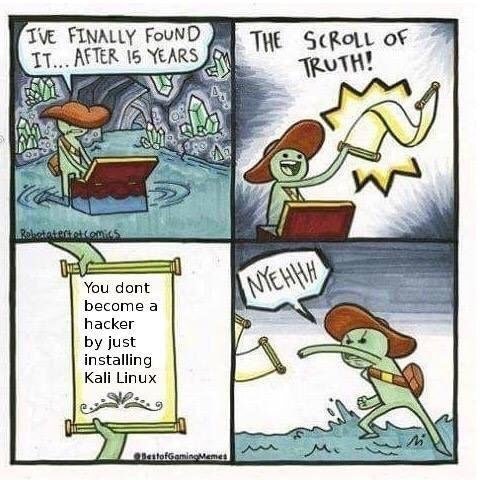 I'VE FINALLY FOUND
IT... AFTER 15 YEARS
THE SCROLL OF
TRUTH!
Robotatertotcomics
You dont
become a
hacker
by just
installing
Kali Linux
NYEHHH
@BestofGamingMemes